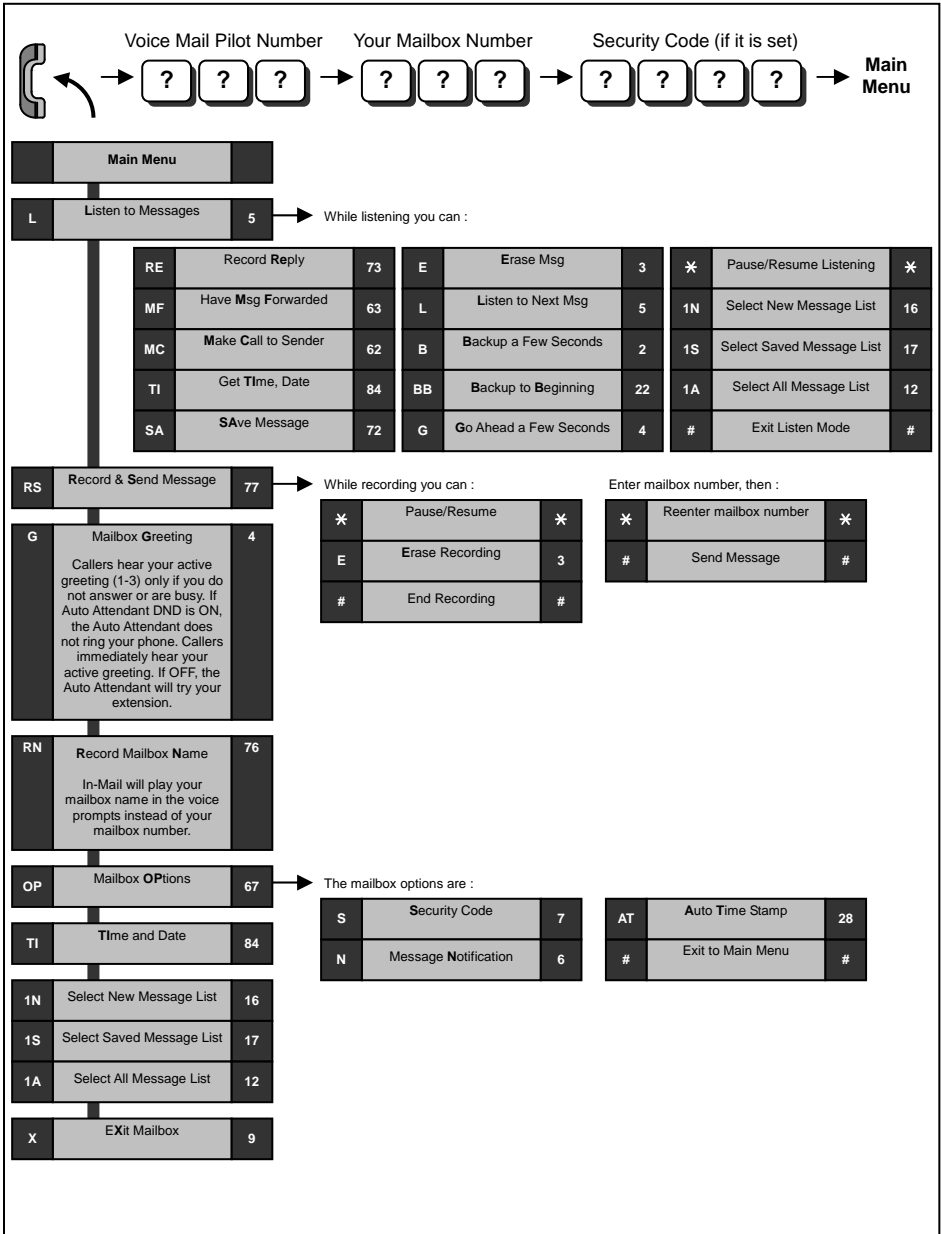 Voice Mail Pilot Number
Your Mailbox Number
Security Code (if it is set)
? ? ?
? ? ?
? ? ? ?
Main
Menu
Main Menu
L Listen to Messages 5
While listening you can :
RE Record Reply 73
MF Have Msg Forwarded 63
MC Make Call to Sender 62
TI Get TIme, Date 84
SA SAve Message 72
E Erase Msg 3
L Listen to Next Msg 5
B Backup a Few Seconds 2
BB Backup to Beginning 22
G Go Ahead a Few Seconds 4
* Pause/Resume Listening *
1N Select New Message List 16
1S Select Saved Message List 17
1A Select All Message List 12
# Exit Listen Mode #
RS Record & Send Message 77
While recording you can :
* Pause/Resume *
E Erase Recording 3
# End Recording #
Enter mailbox number, then :
* Reenter mailbox number *
# Send Message #
G Mailbox Greeting 4
Callers hear your active
greeting (1-3) only if you do
not answer or are busy. If
Auto Attendant DND is ON,
the Auto Attendant does
not ring your phone. Callers
immediately hear your
active greeting. If OFF, the
Auto Attendant will try your
extension.
RN Record Mailbox Name 76
In-Mail will play your
mailbox name in the voice
prompts instead of your
mailbox number.
OP Mailbox OPtions 67
The mailbox options are :
S Security Code 7
N Message Notification 6
AT Auto Time Stamp 28
# Exit to Main Menu #
TI TIme and Date 84
1N Select New Message List 16
1S Select Saved Message List 17
1A Select All Message List 12
X EXit Mailbox 9